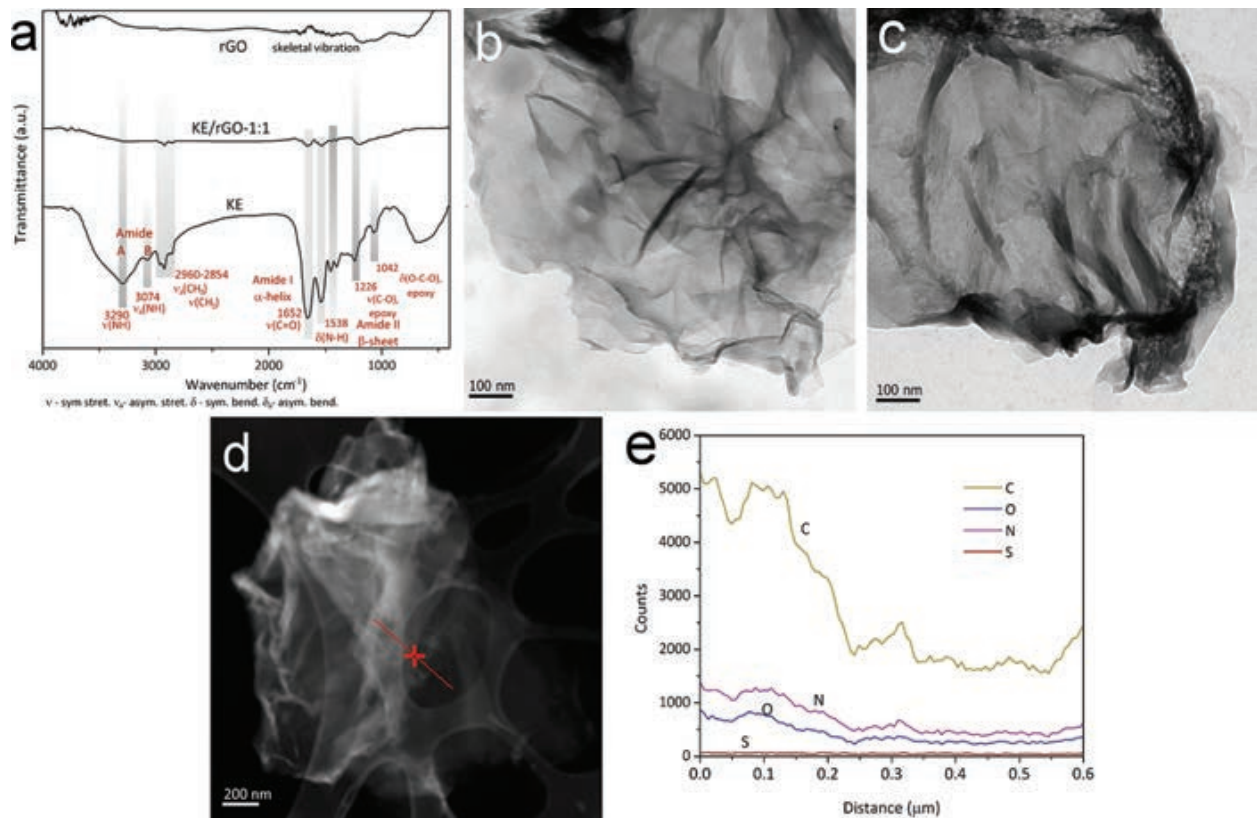 a
rGO
skeletal vibration
KE/rGO-1:1
KE
Amide
A B
3290
ν(NH)
3074
νₐ(NH)
2960-2854
νₐ(CH₂)
ν(CH₂)
Amide I
α-helix
1652
ν(C=O)
1538
δ(N-H)
1226
ν(C-O),
epoxy
Amide II
β-sheet
1042
δ(O-C-O),
epoxy
Transmittance (a.u.)
4000 3000 2000 1000
Wavenumber (cm⁻¹)
ν - sym stret. νₐ- asym. stret. δ - sym. bend. δₐ- asym. bend.
b
100 nm
c
100 nm
d
200 nm
e
6000
5000
4000
3000
2000
1000
0
Counts
C
O
N
S
C
N
O
S
0.0 0.1 0.2 0.3 0.4 0.5 0.6
Distance (μm)